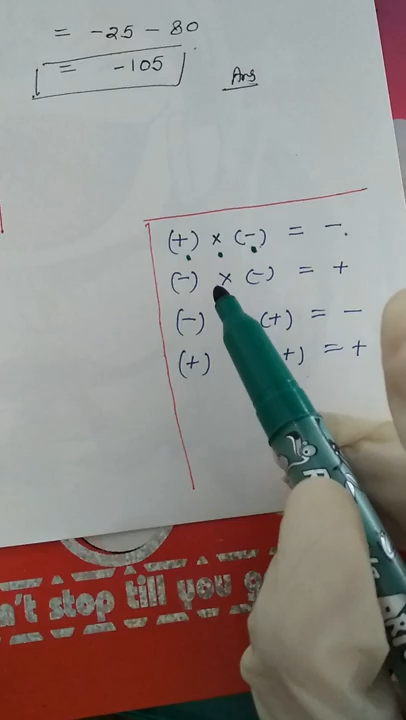 = -25 - 80
= -105
Ans
(+) × (-) = -.
(-) × (-) = +
(-) (+) = -
(+) +) = +
n't stop till you g